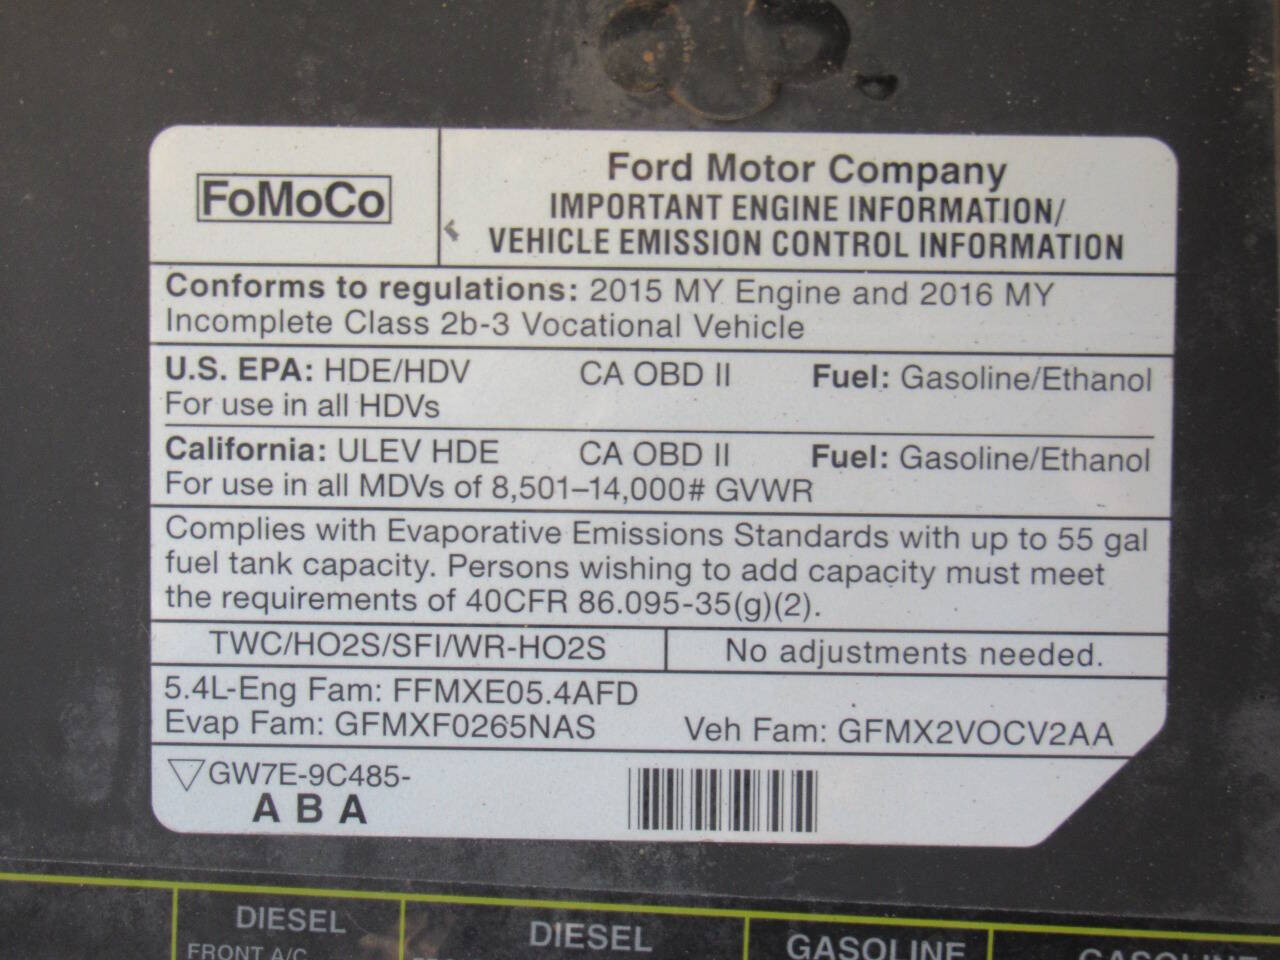 FoMoCo
Ford Motor Company
IMPORTANT ENGINE INFORMATION/
VEHICLE EMISSION CONTROL INFORMATION
Conforms to regulations: 2015 MY Engine and 2016 MY
Incomplete Class 2b-3 Vocational Vehicle
U.S. EPA: HDE/HDV CA OBD II Fuel: Gasoline/Ethanol
For use in all HDVs
California: ULEV HDE CA OBD II Fuel: Gasoline/Ethanol
For use in all MDVs of 8,501–14,000# GVWR
Complies with Evaporative Emissions Standards with up to 55 gal
fuel tank capacity. Persons wishing to add capacity must meet
the requirements of 40CFR 86.095-35(g)(2).
TWC/HO2S/SFI/WR-HO2S No adjustments needed.
5.4L-Eng Fam: FFMXE05.4AFD
Evap Fam: GFMXF0265NAS Veh Fam: GFMX2VOCV2AA
GW7E-9C485-
A B A
DIESEL DIESEL GASOLINE GASOLINE
FRONT A/C